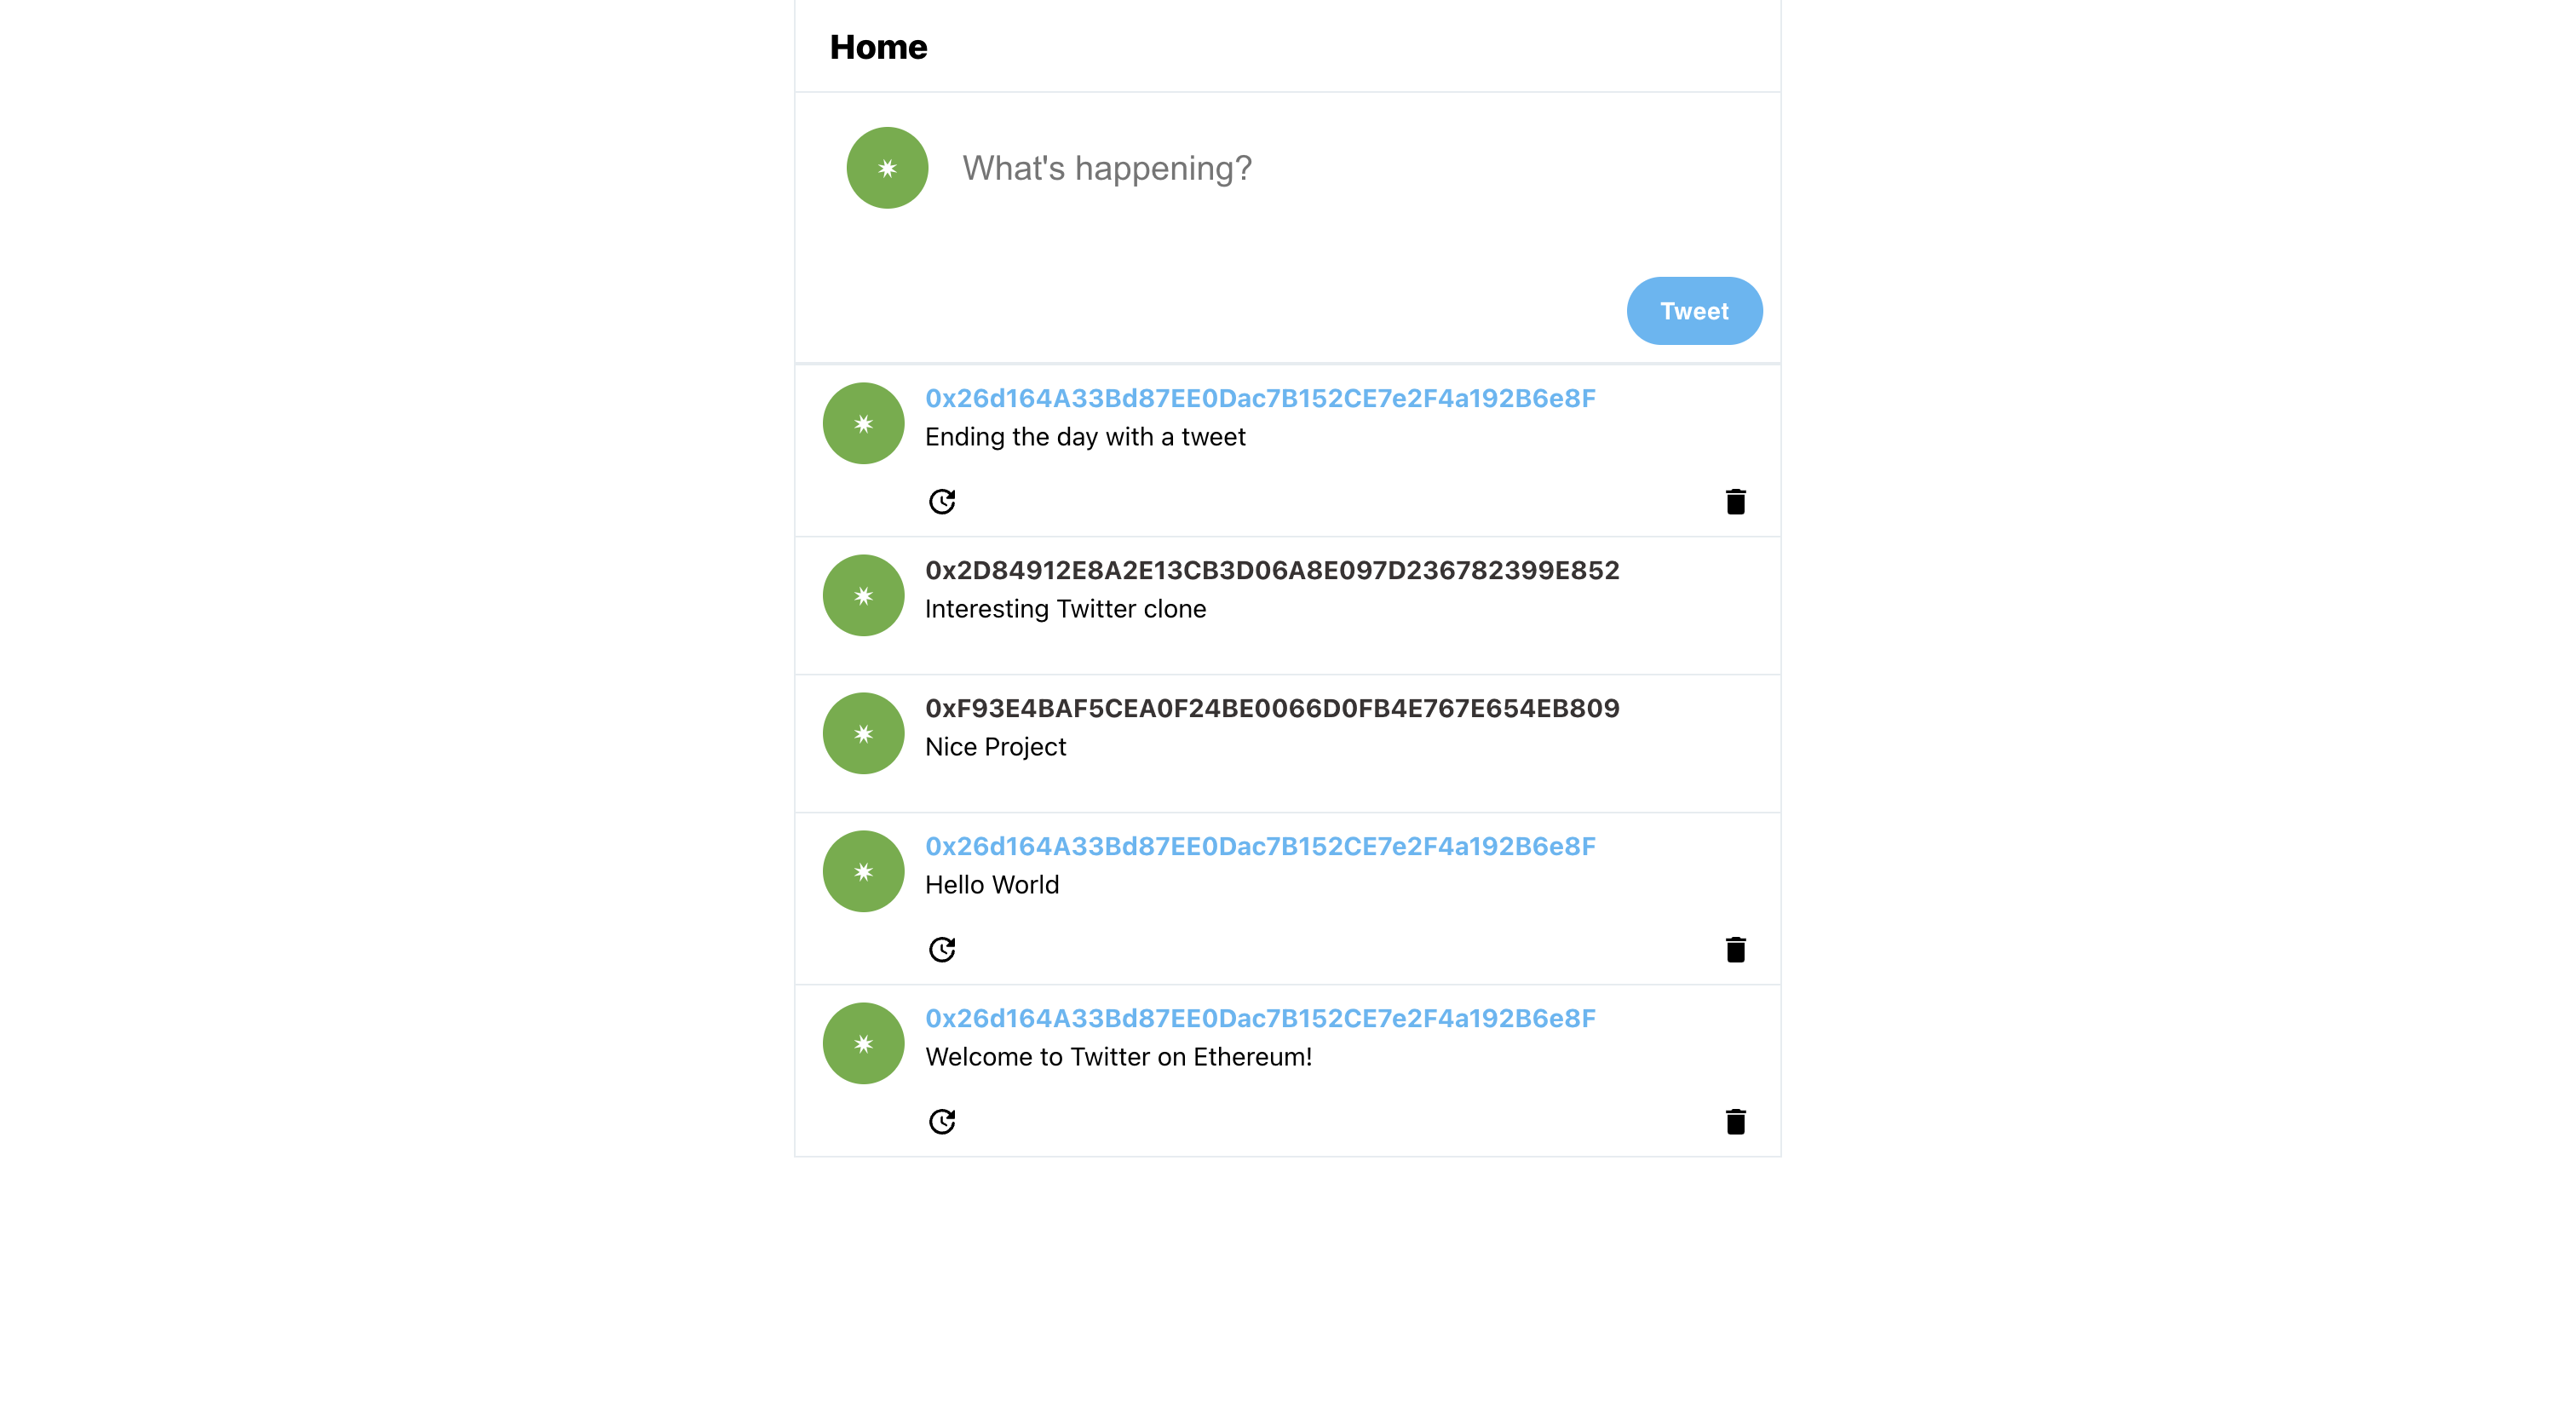 Home
What's happening?
Tweet
0x26d164A33Bd87EE0Dac7B152CE7e2F4a192B6e8F
Ending the day with a tweet
0x2D84912E8A2E13CB3D06A8E097D236782399E852
Interesting Twitter clone
0xF93E4BAF5CEA0F24BE0066D0FB4E767E654EB809
Nice Project
0x26d164A33Bd87EE0Dac7B152CE7e2F4a192B6e8F
Hello World
0x26d164A33Bd87EE0Dac7B152CE7e2F4a192B6e8F
Welcome to Twitter on Ethereum!